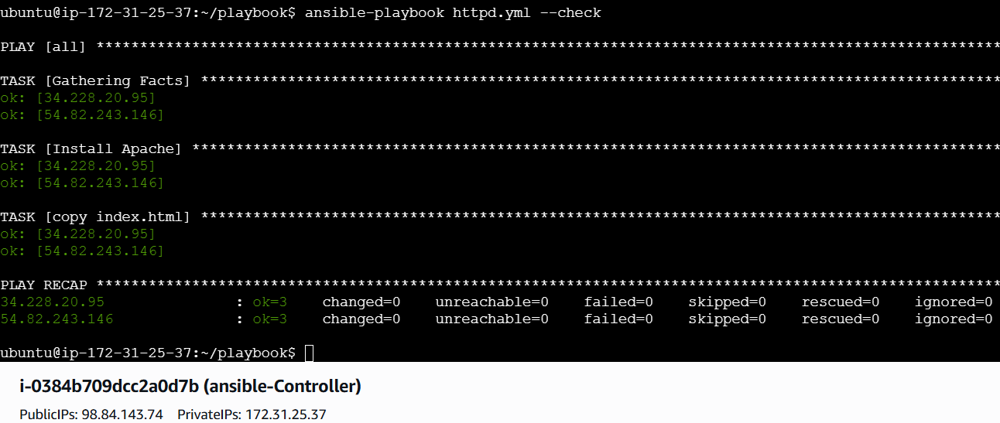 ubuntu@ip-172-31-25-37:~/playbook$ ansible-playbook httpd.yml --check
PLAY [all] *********************************************************************************************************
TASK [Gathering Facts] *********************************************************************************************
ok: [34.228.20.95]
ok: [54.82.243.146]
TASK [Install Apache] **********************************************************************************************
ok: [34.228.20.95]
ok: [54.82.243.146]
TASK [copy index.html] *********************************************************************************************
ok: [34.228.20.95]
ok: [54.82.243.146]
PLAY RECAP *********************************************************************************************************
34.228.20.95 : ok=3 changed=0 unreachable=0 failed=0 skipped=0 rescued=0 ignored=0
54.82.243.146 : ok=3 changed=0 unreachable=0 failed=0 skipped=0 rescued=0 ignored=0
ubuntu@ip-172-31-25-37:~/playbook$
i-0384b709dcc2a0d7b (ansible-Controller)
PublicIPs: 98.84.143.74 PrivateIPs: 172.31.25.37